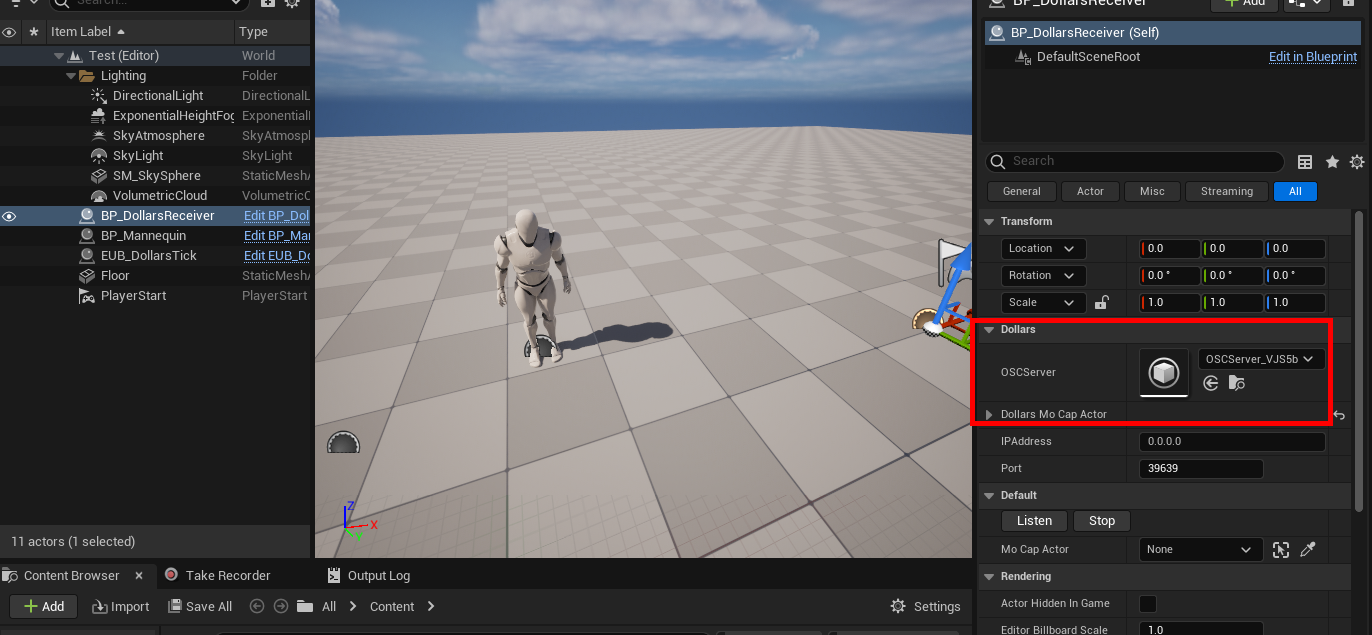 Search...
Item Label
Type
Test (Editor)
World
Lighting
Folder
DirectionalLight
DirectionalL
ExponentialHeightFog
Exponential
SkyAtmosphere
SkyAtmosp
SkyLight
SkyLight
SM_SkySphere
StaticMesh
VolumetricCloud
VolumetricC
BP_DollarsReceiver
Edit BP_Dol
BP_Mannequin
Edit BP_Ma
EUB_DollarsTick
Edit EUB_Do
Floor
StaticMesh
PlayerStart
PlayerStart
11 actors (1 selected)
Z
X
Y
BP_DollarsReceiver
Add
BP_DollarsReceiver (Self)
DefaultSceneRoot
Edit in Blueprint
Search
General
Actor
Misc
Streaming
All
Transform
Location
0.0
0.0
0.0
Rotation
0.0 °
0.0 °
0.0 °
Scale
1.0
1.0
1.0
Dollars
OSCServer
OSCServer_VJS5b
Dollars Mo Cap Actor
IPAddress
0.0.0.0
Port
39639
Default
Listen
Stop
Mo Cap Actor
None
Rendering
Actor Hidden In Game
Editor Billboard Scale
1.0
Content Browser
Take Recorder
Output Log
Add
Import
Save All
All
Content
Settings